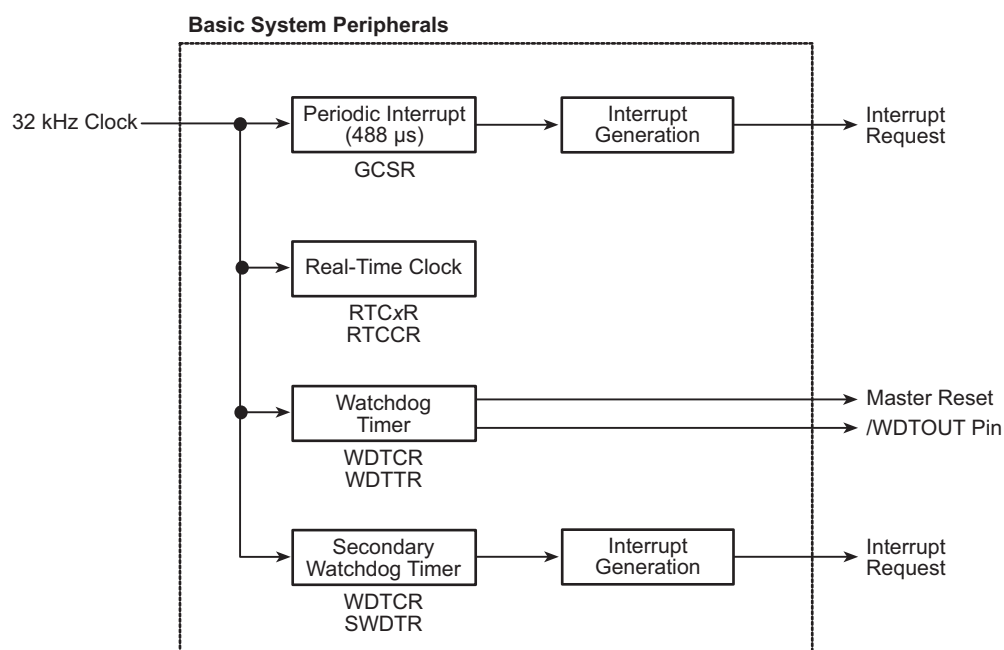 Basic System Peripherals
32 kHz Clock
Periodic Interrupt
(488 µs)
GCSR
Interrupt
Generation
Interrupt
Request
Real-Time Clock
RTCxR
RTCCR
Watchdog
Timer
WDTCR
WDTTR
Master Reset
/WDTOUT Pin
Secondary
Watchdog Timer
WDTCR
SWDTR
Interrupt
Generation
Interrupt
Request